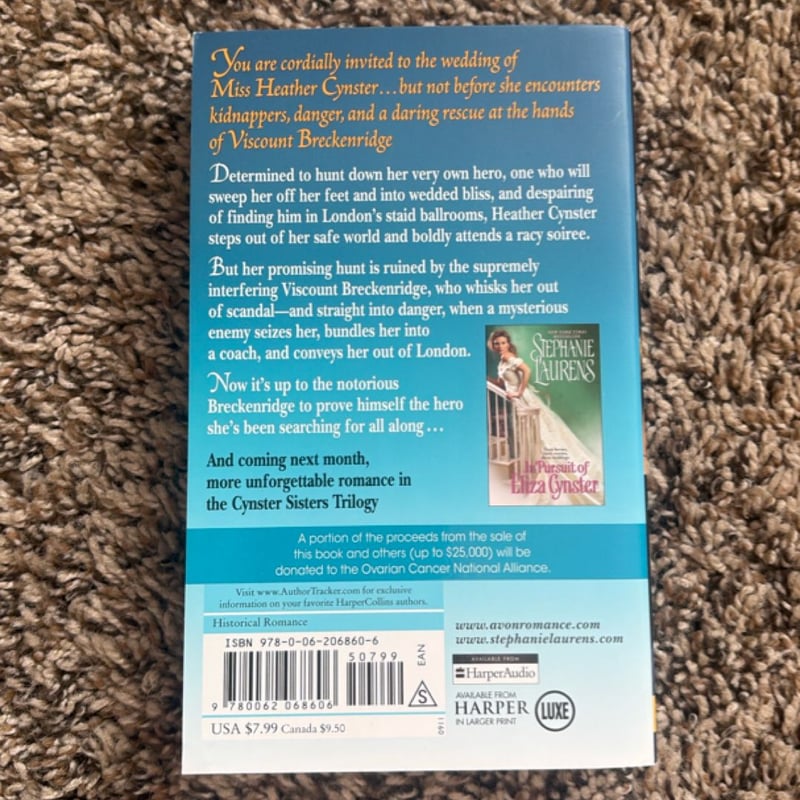 You are cordially invited to the wedding of
Miss Heather Cynster...but not before she encounters
kidnappers, danger, and a daring rescue at the hands
of Viscount Breckenridge
Determined to hunt down her very own hero, one who will
sweep her off her feet and into wedded bliss, and despairing
of finding him in London's staid ballrooms, Heather Cynster
steps out of her safe world and boldly attends a racy soiree.
But her promising hunt is ruined by the supremely
interfering Viscount Breckenridge, who whisks her out
of scandal—and straight into danger, when a mysterious
enemy seizes her, bundles her into
a coach, and conveys her out of London.
Now it's up to the notorious
Breckenridge to prove himself the hero
she's been searching for all along...
STEPHANIE
LAURENS
In Pursuit of
Eliza Cynster
And coming next month,
more unforgettable romance in
the Cynster Sisters Trilogy
A portion of the proceeds from the sale of
this book and others (up to $25,000) will be
donated to the Ovarian Cancer National Alliance.
Visit www.AuthorTracker.com for exclusive
information on your favorite HarperCollins authors.
Historical Romance
ISBN 978-0-06-206860-6
50799
EAN
9 780062 068606
S
USA $7.99 Canada $9.50
0911
www.avonromance.com
www.stephanielaurens.com
AVAILABLE FROM
HarperAudio
AVAILABLE FROM
HARPER
IN LARGER PRINT
LUXE